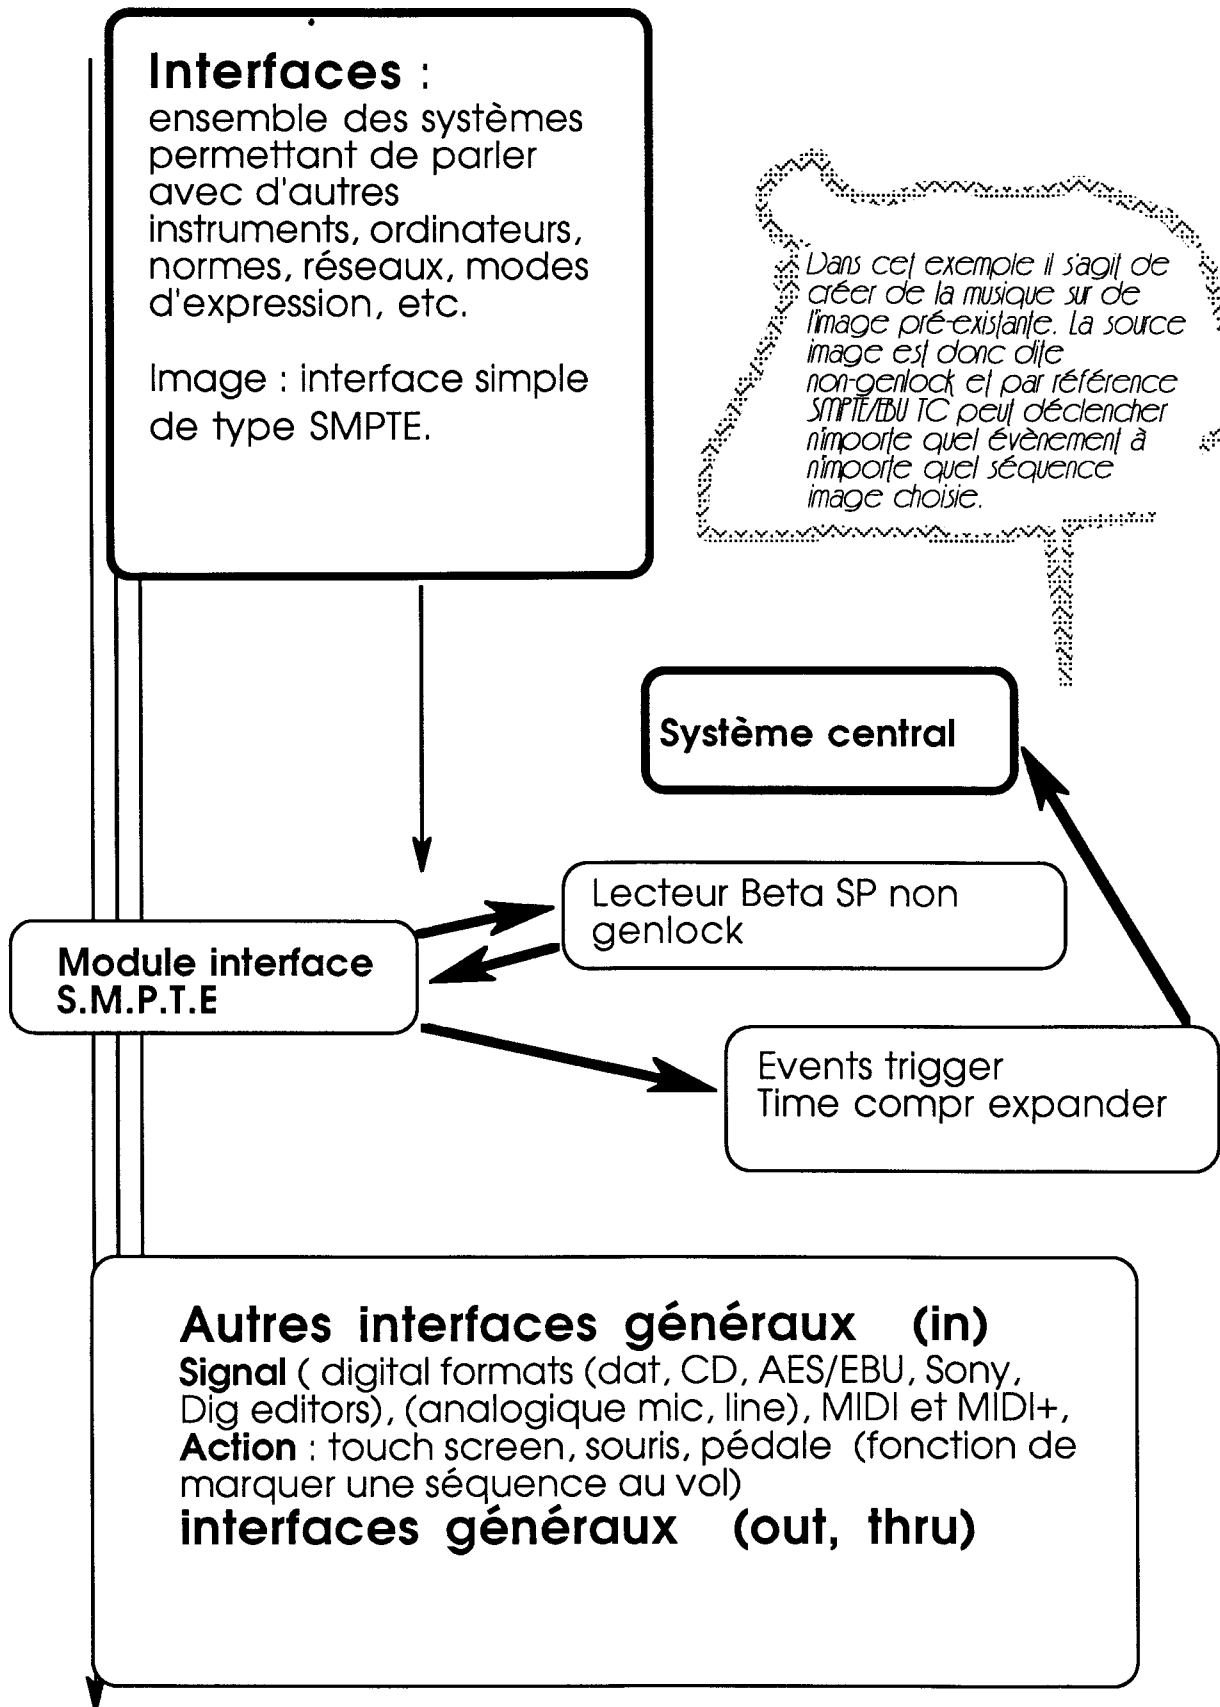 Interfaces :
ensemble des systèmes
permettant de parler
avec d'autres
instruments, ordinateurs,
normes, réseaux, modes
d'expression, etc.
Image : interface simple
de type SMPTE.
Dans cet exemple il s'agit de
créer de la musique sur de
l'image pré-existante. La source
image est donc dite
non-genlock et par référence
SMPTE/EBU TC peut déclencher
n'importe quel évènement à
n'importe quel séquence
image choisie.
Système central
Lecteur Beta SP non
genlock
Module interface
S.M.P.T.E
Events trigger
Time compr expander
Autres interfaces généraux (in)
Signal ( digital formats (dat, CD, AES/EBU, Sony,
Dig editors), (analogique mic, line), MIDI et MIDI+,
Action : touch screen, souris, pédale (fonction de
marquer une séquence au vol)
interfaces généraux (out, thru)